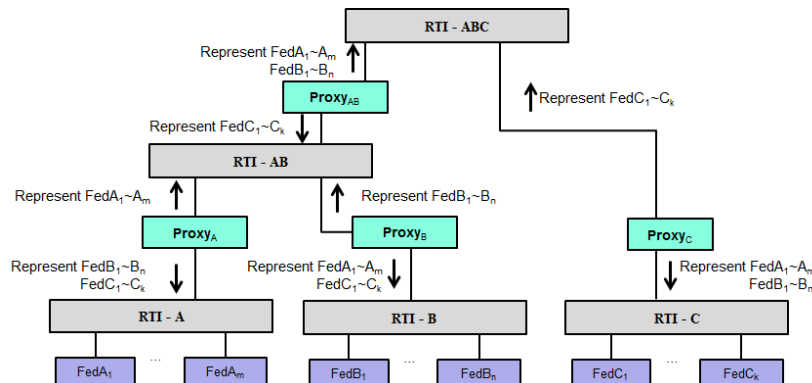 RTI - ABC
Represent FedA1~Am
FedB1~Bn
ProxyAB
Represent FedC1~Ck
Represent FedC1~Ck
RTI - AB
Represent FedA1~Am
Represent FedB1~Bn
ProxyA
ProxyB
ProxyC
Represent FedB1~Bn
FedC1~Ck
Represent FedA1~Am
FedC1~Ck
Represent FedA1~Am
FedB1~Bn
RTI - A
RTI - B
RTI - C
FedA1
...
FedAm
FedB1
...
FedBn
FedC1
...
FedCk